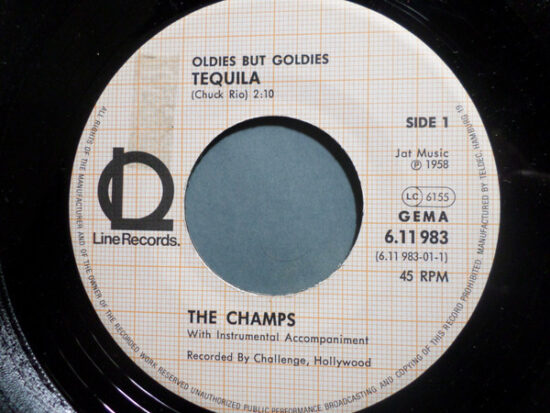 OLDIES BUT GOLDIES
TEQUILA
(Chuck Rio) 2:10
SIDE 1
Jat Music
Ⓟ 1958
LC 6155
GEMA
6.11 983
(6.11 983-01-1)
45 RPM
Line Records.
THE CHAMPS
With Instrumental Accompaniment
Recorded By Challenge, Hollywood
ALL RIGHTS OF THE MANUFACTURER AND OF THE OWNER OF THE RECORDED WORK RESERVED UNAUTHORIZED PUBLIC PERFORMANCE BROADCASTING AND COPYING OF THIS RECORD PROHIBITED. MANUFACTURED BY TELDEC, HAMBURG 19